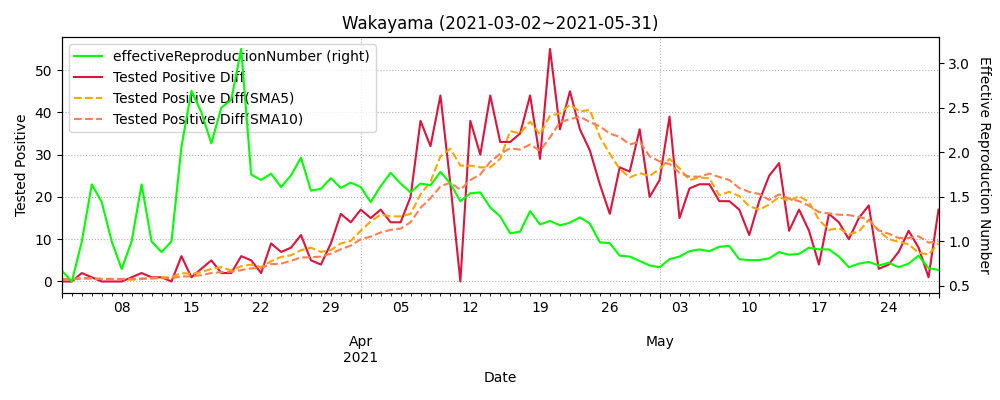 Wakayama (2021-03-02~2021-05-31)
effectiveReproductionNumber (right)
Tested Positive Diff
Tested Positive Diff(SMA5)
Tested Positive Diff(SMA10)
Tested Positive
50
40
30
20
10
0
3.0
2.5
2.0
1.5
1.0
0.5
Effective Reproduction Number
08
15
22
29
05
12
19
26
03
10
17
24
Apr
2021
May
Date